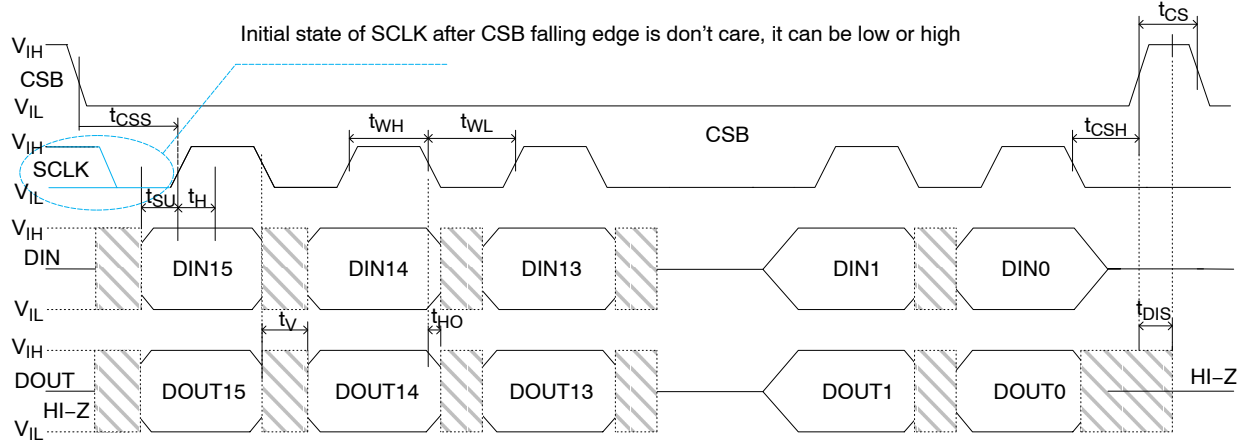 tCS
Initial state of SCLK after CSB falling edge is don't care, it can be low or high
VIH
CSB
VIL
tCSS
tWH
tWL
CSB
tCSH
VIH
SCLK
VIL
tSU
tH
VIH
DIN
DIN15
DIN14
DIN13
DIN1
DIN0
VIL
tV
tHO
tDIS
VIH
DOUT
HI–Z
DOUT15
DOUT14
DOUT13
DOUT1
DOUT0
HI–Z
VIL